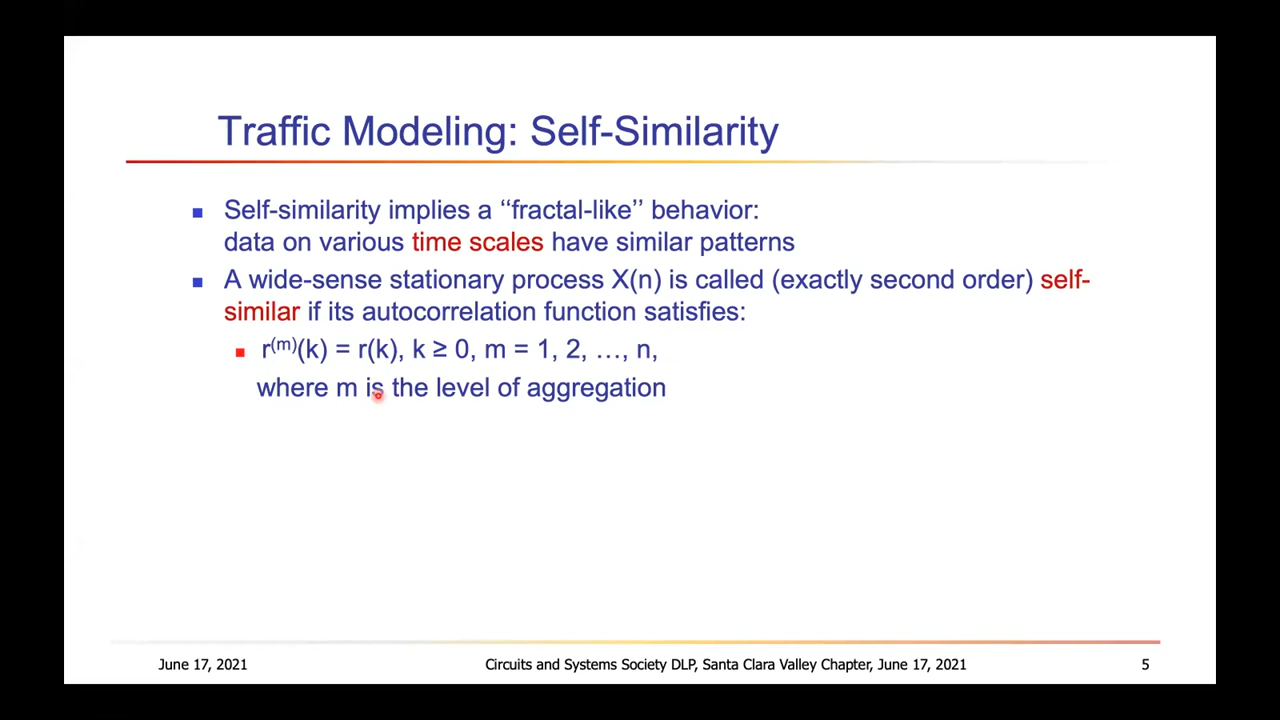 Traffic Modeling: Self-Similarity
Self-similarity implies a ‘‘fractal-like’’ behavior:
data on various time scales have similar patterns
A wide-sense stationary process X(n) is called (exactly second order) self-
similar if its autocorrelation function satisfies:
r⁽ᵐ⁾(k) = r(k), k ≥ 0, m = 1, 2, …, n,
where m is the level of aggregation
June 17, 2021
Circuits and Systems Society DLP, Santa Clara Valley Chapter, June 17, 2021
5